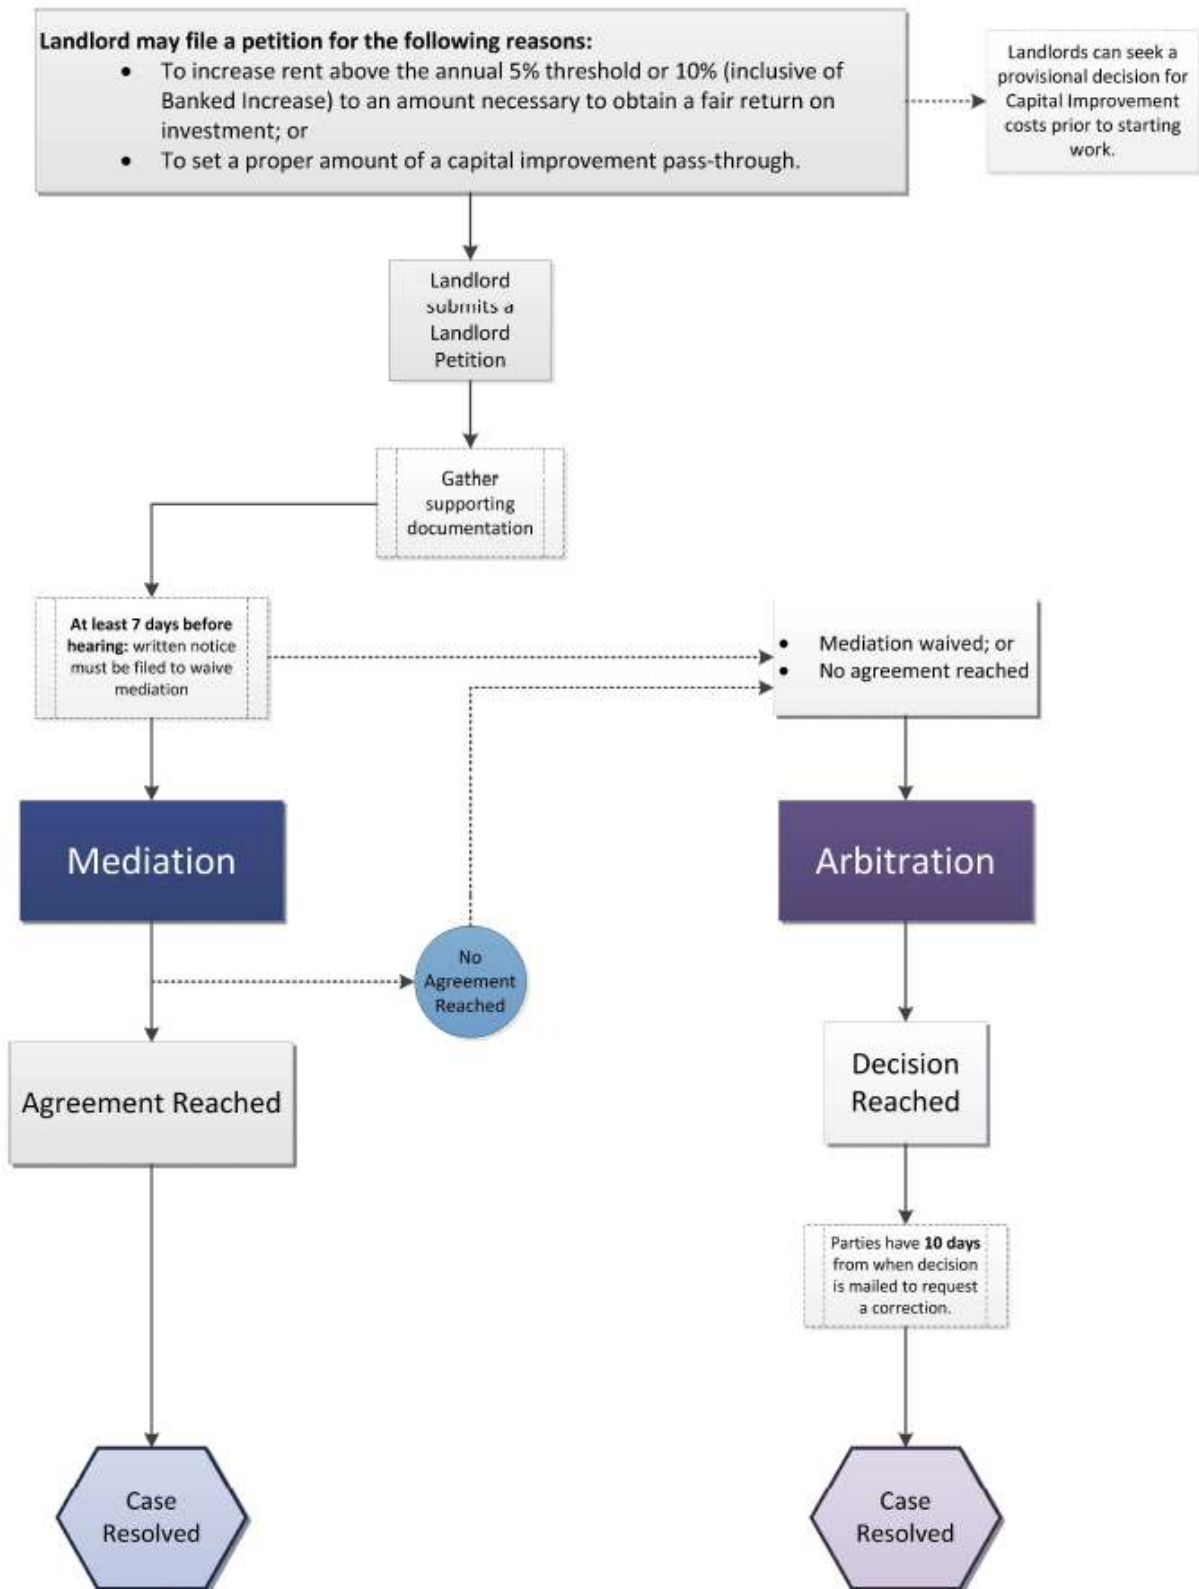 Landlord may file a petition for the following reasons:
• To increase rent above the annual 5% threshold or 10% (inclusive of
Banked Increase) to an amount necessary to obtain a fair return on
investment; or
• To set a proper amount of a capital improvement pass-through.
Landlords can seek a
provisional decision for
Capital Improvement
costs prior to starting
work.
Landlord
submits a
Landlord
Petition
Gather
supporting
documentation
At least 7 days before
hearing: written notice
must be filed to waive
mediation
• Mediation waived; or
• No agreement reached
Mediation
Arbitration
No
Agreement
Reached
Agreement Reached
Decision
Reached
Parties have 10 days
from when decision
is mailed to request
a correction.
Case
Resolved
Case
Resolved